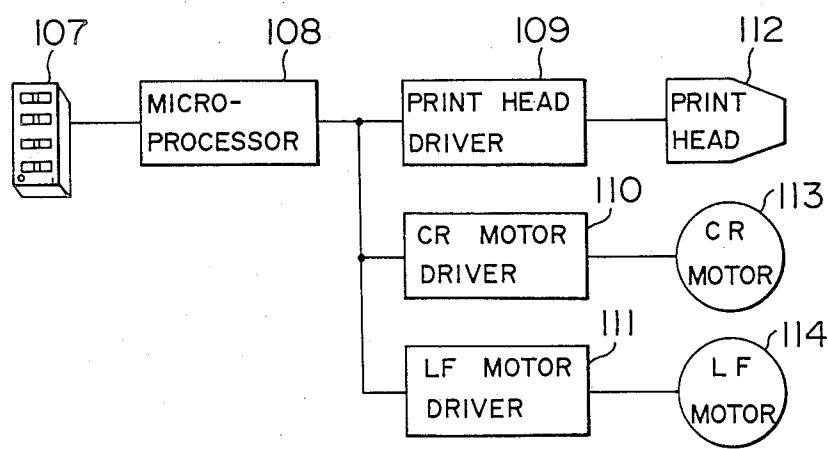 107
108
109
112
MICRO-
PROCESSOR
PRINT HEAD
DRIVER
PRINT
HEAD
110
113
CR MOTOR
DRIVER
CR
MOTOR
111
114
LF MOTOR
DRIVER
LF
MOTOR